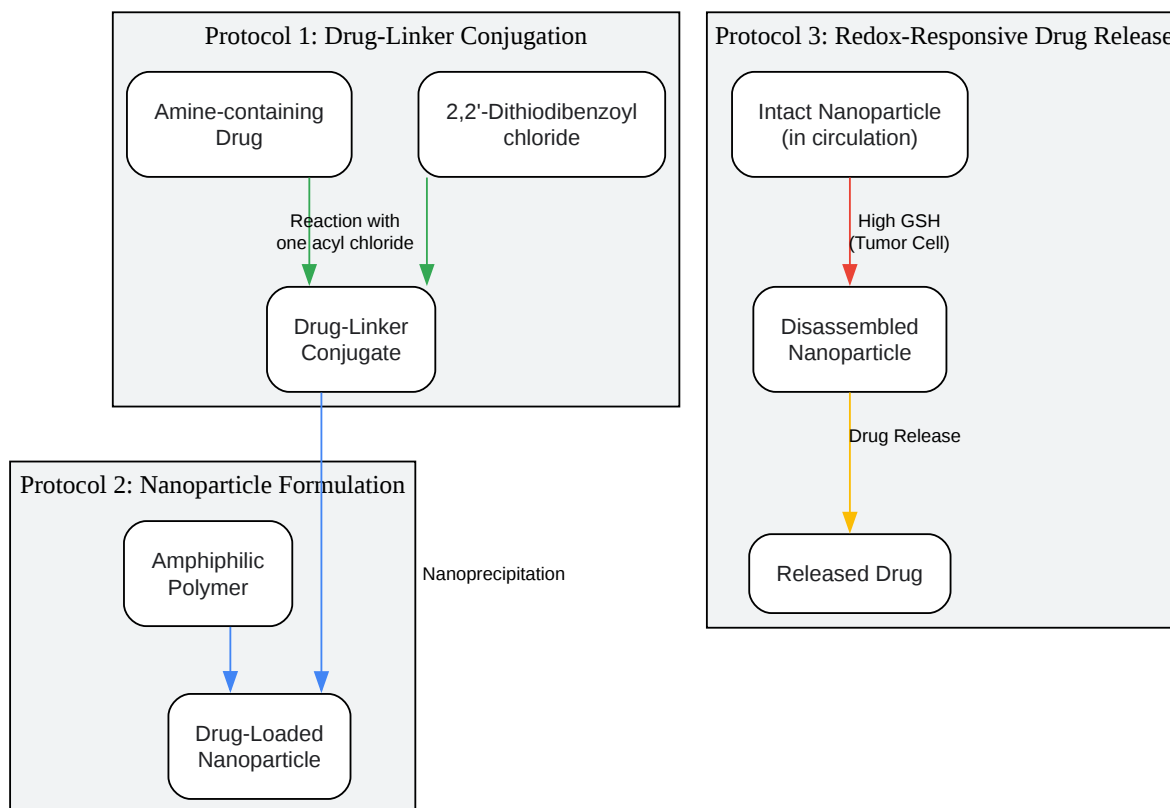 Protocol 1: Drug-Linker Conjugation
Amine-containing
Drug
2,2'-Dithiodibenzoyl
chloride
Reaction with
one acyl chloride
Drug-Linker
Conjugate
Protocol 2: Nanoparticle Formulation
Amphiphilic
Polymer
Nanoprecipitation
Drug-Loaded
Nanoparticle
Protocol 3: Redox-Responsive Drug Release
Intact Nanoparticle
(in circulation)
High GSH
(Tumor Cell)
Disassembled
Nanoparticle
Drug Release
Released Drug